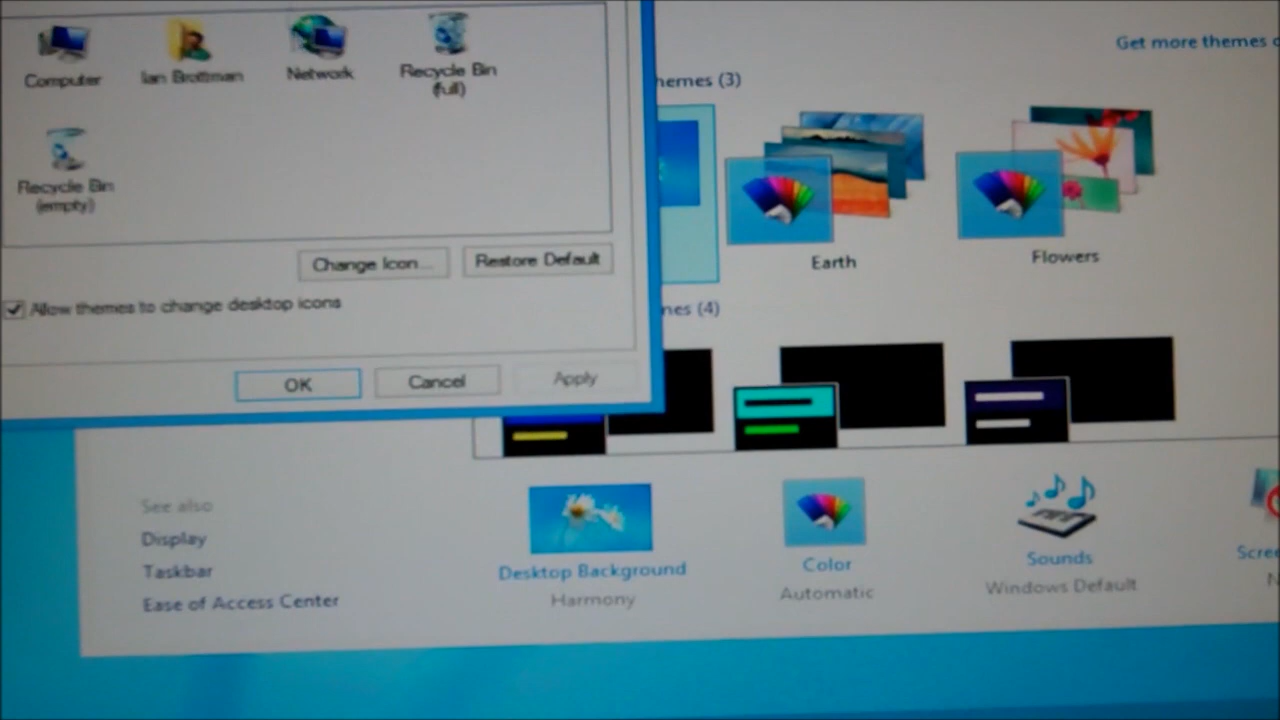 Computer
Ian Brottman
Network
Recycle Bin
(full)
Recycle Bin
(empty)
Change Icon...
Restore Default
Allow themes to change desktop icons
OK
Cancel
Apply
Get more themes
hemes (3)
Earth
Flowers
mes (4)
See also
Display
Taskbar
Ease of Access Center
Desktop Background
Harmony
Color
Automatic
Sounds
Windows Default
Scree
N